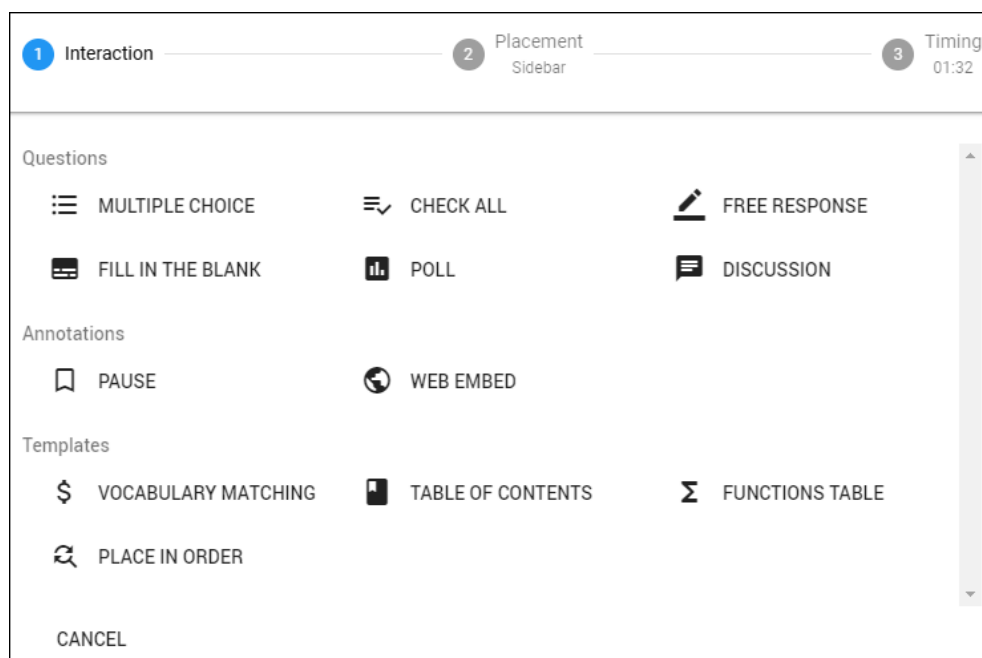 1 Interaction 2 Placement 3 Timing
Sidebar 01:32
Questions
MULTIPLE CHOICE CHECK ALL FREE RESPONSE
FILL IN THE BLANK POLL DISCUSSION
Annotations
PAUSE WEB EMBED
Templates
$ VOCABULARY MATCHING TABLE OF CONTENTS Σ FUNCTIONS TABLE
PLACE IN ORDER
CANCEL